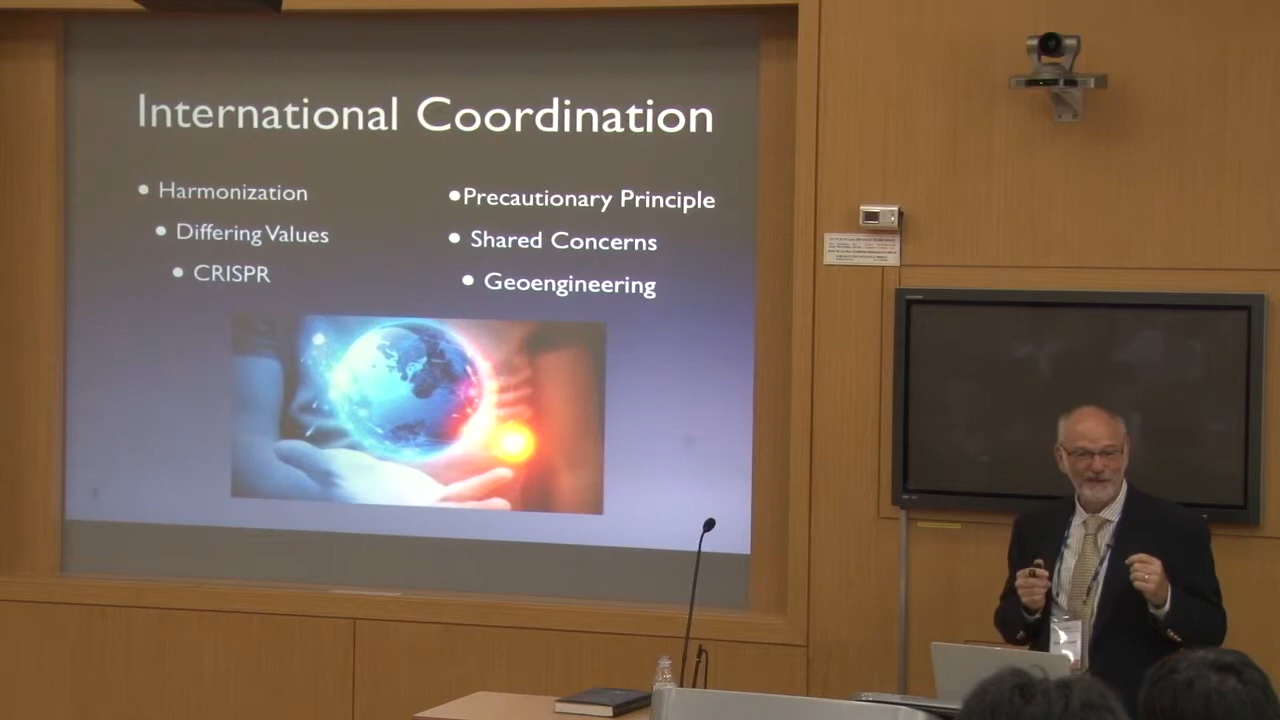 International Coordination
• Harmonization
• Differing Values
• CRISPR
•Precautionary Principle
• Shared Concerns
• Geoengineering